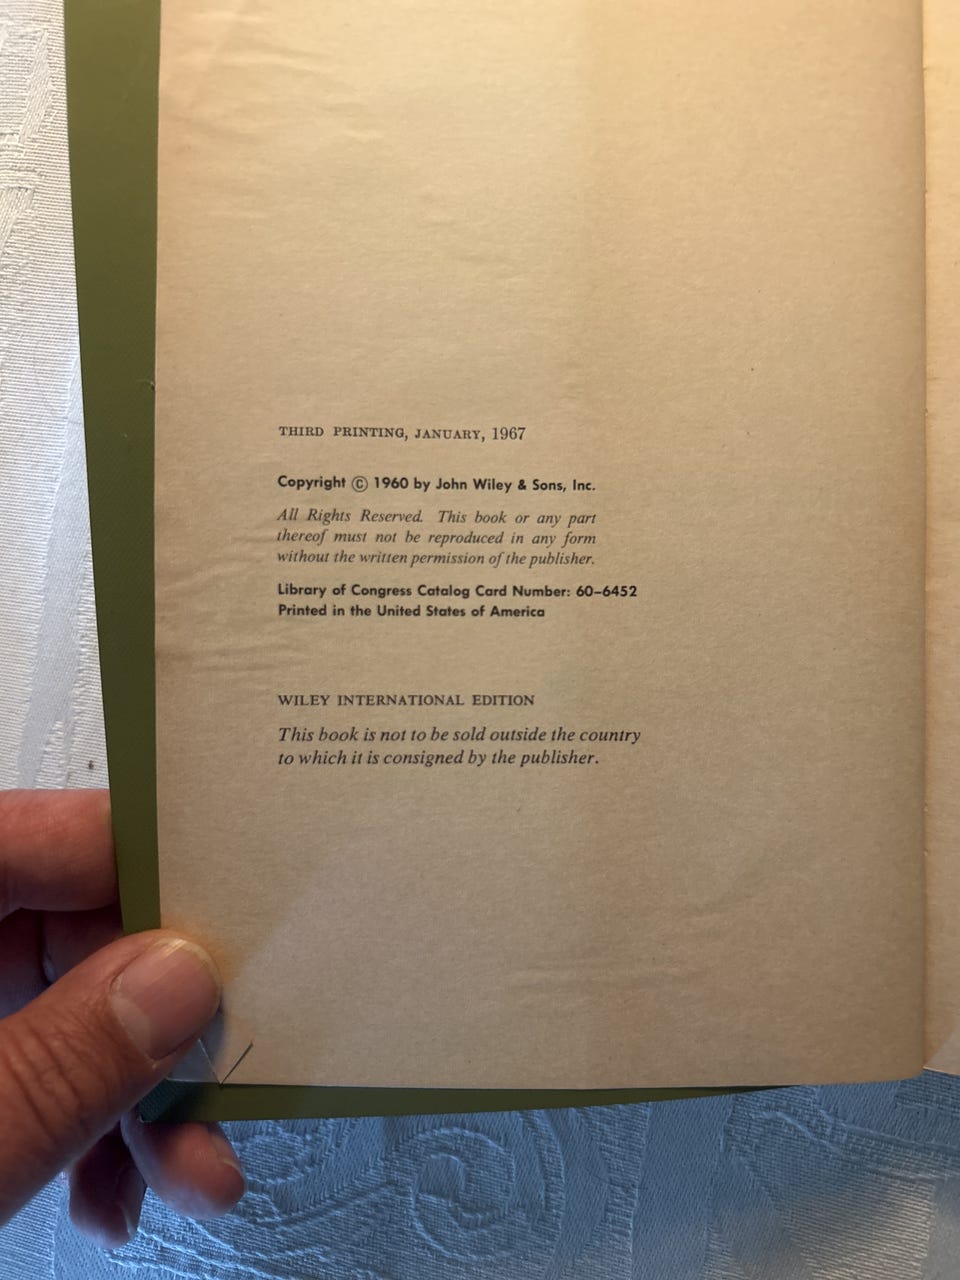 THIRD PRINTING, JANUARY, 1967
Copyright © 1960 by John Wiley & Sons, Inc.
All Rights Reserved. This book or any part
thereof must not be reproduced in any form
without the written permission of the publisher.
Library of Congress Catalog Card Number: 60–6452
Printed in the United States of America
WILEY INTERNATIONAL EDITION
This book is not to be sold outside the country
to which it is consigned by the publisher.